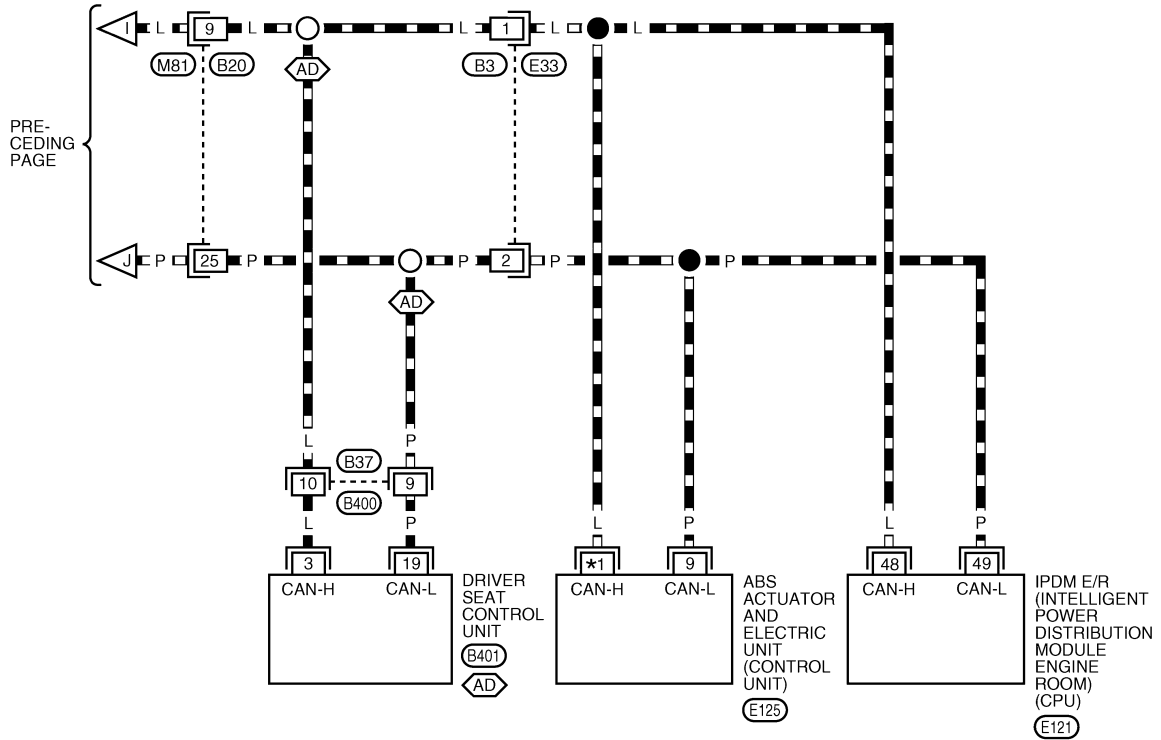 I L 9 L 1 L L
M81 B20 AD B3 E33
PRE-
CEDING
PAGE
J P 25 P P 2 P P
AD
L P
B37
10 9
B400
L P L P L P
3 19 *1 9 48 49
CAN-H CAN-L CAN-H CAN-L CAN-H CAN-L
DRIVER
SEAT
CONTROL
UNIT
B401
AD
ABS
ACTUATOR
AND
ELECTRIC
UNIT
(CONTROL
UNIT)
E125
IPDM E/R
(INTELLIGENT
POWER
DISTRIBUTION
MODULE
ENGINE
ROOM)
(CPU)
E121